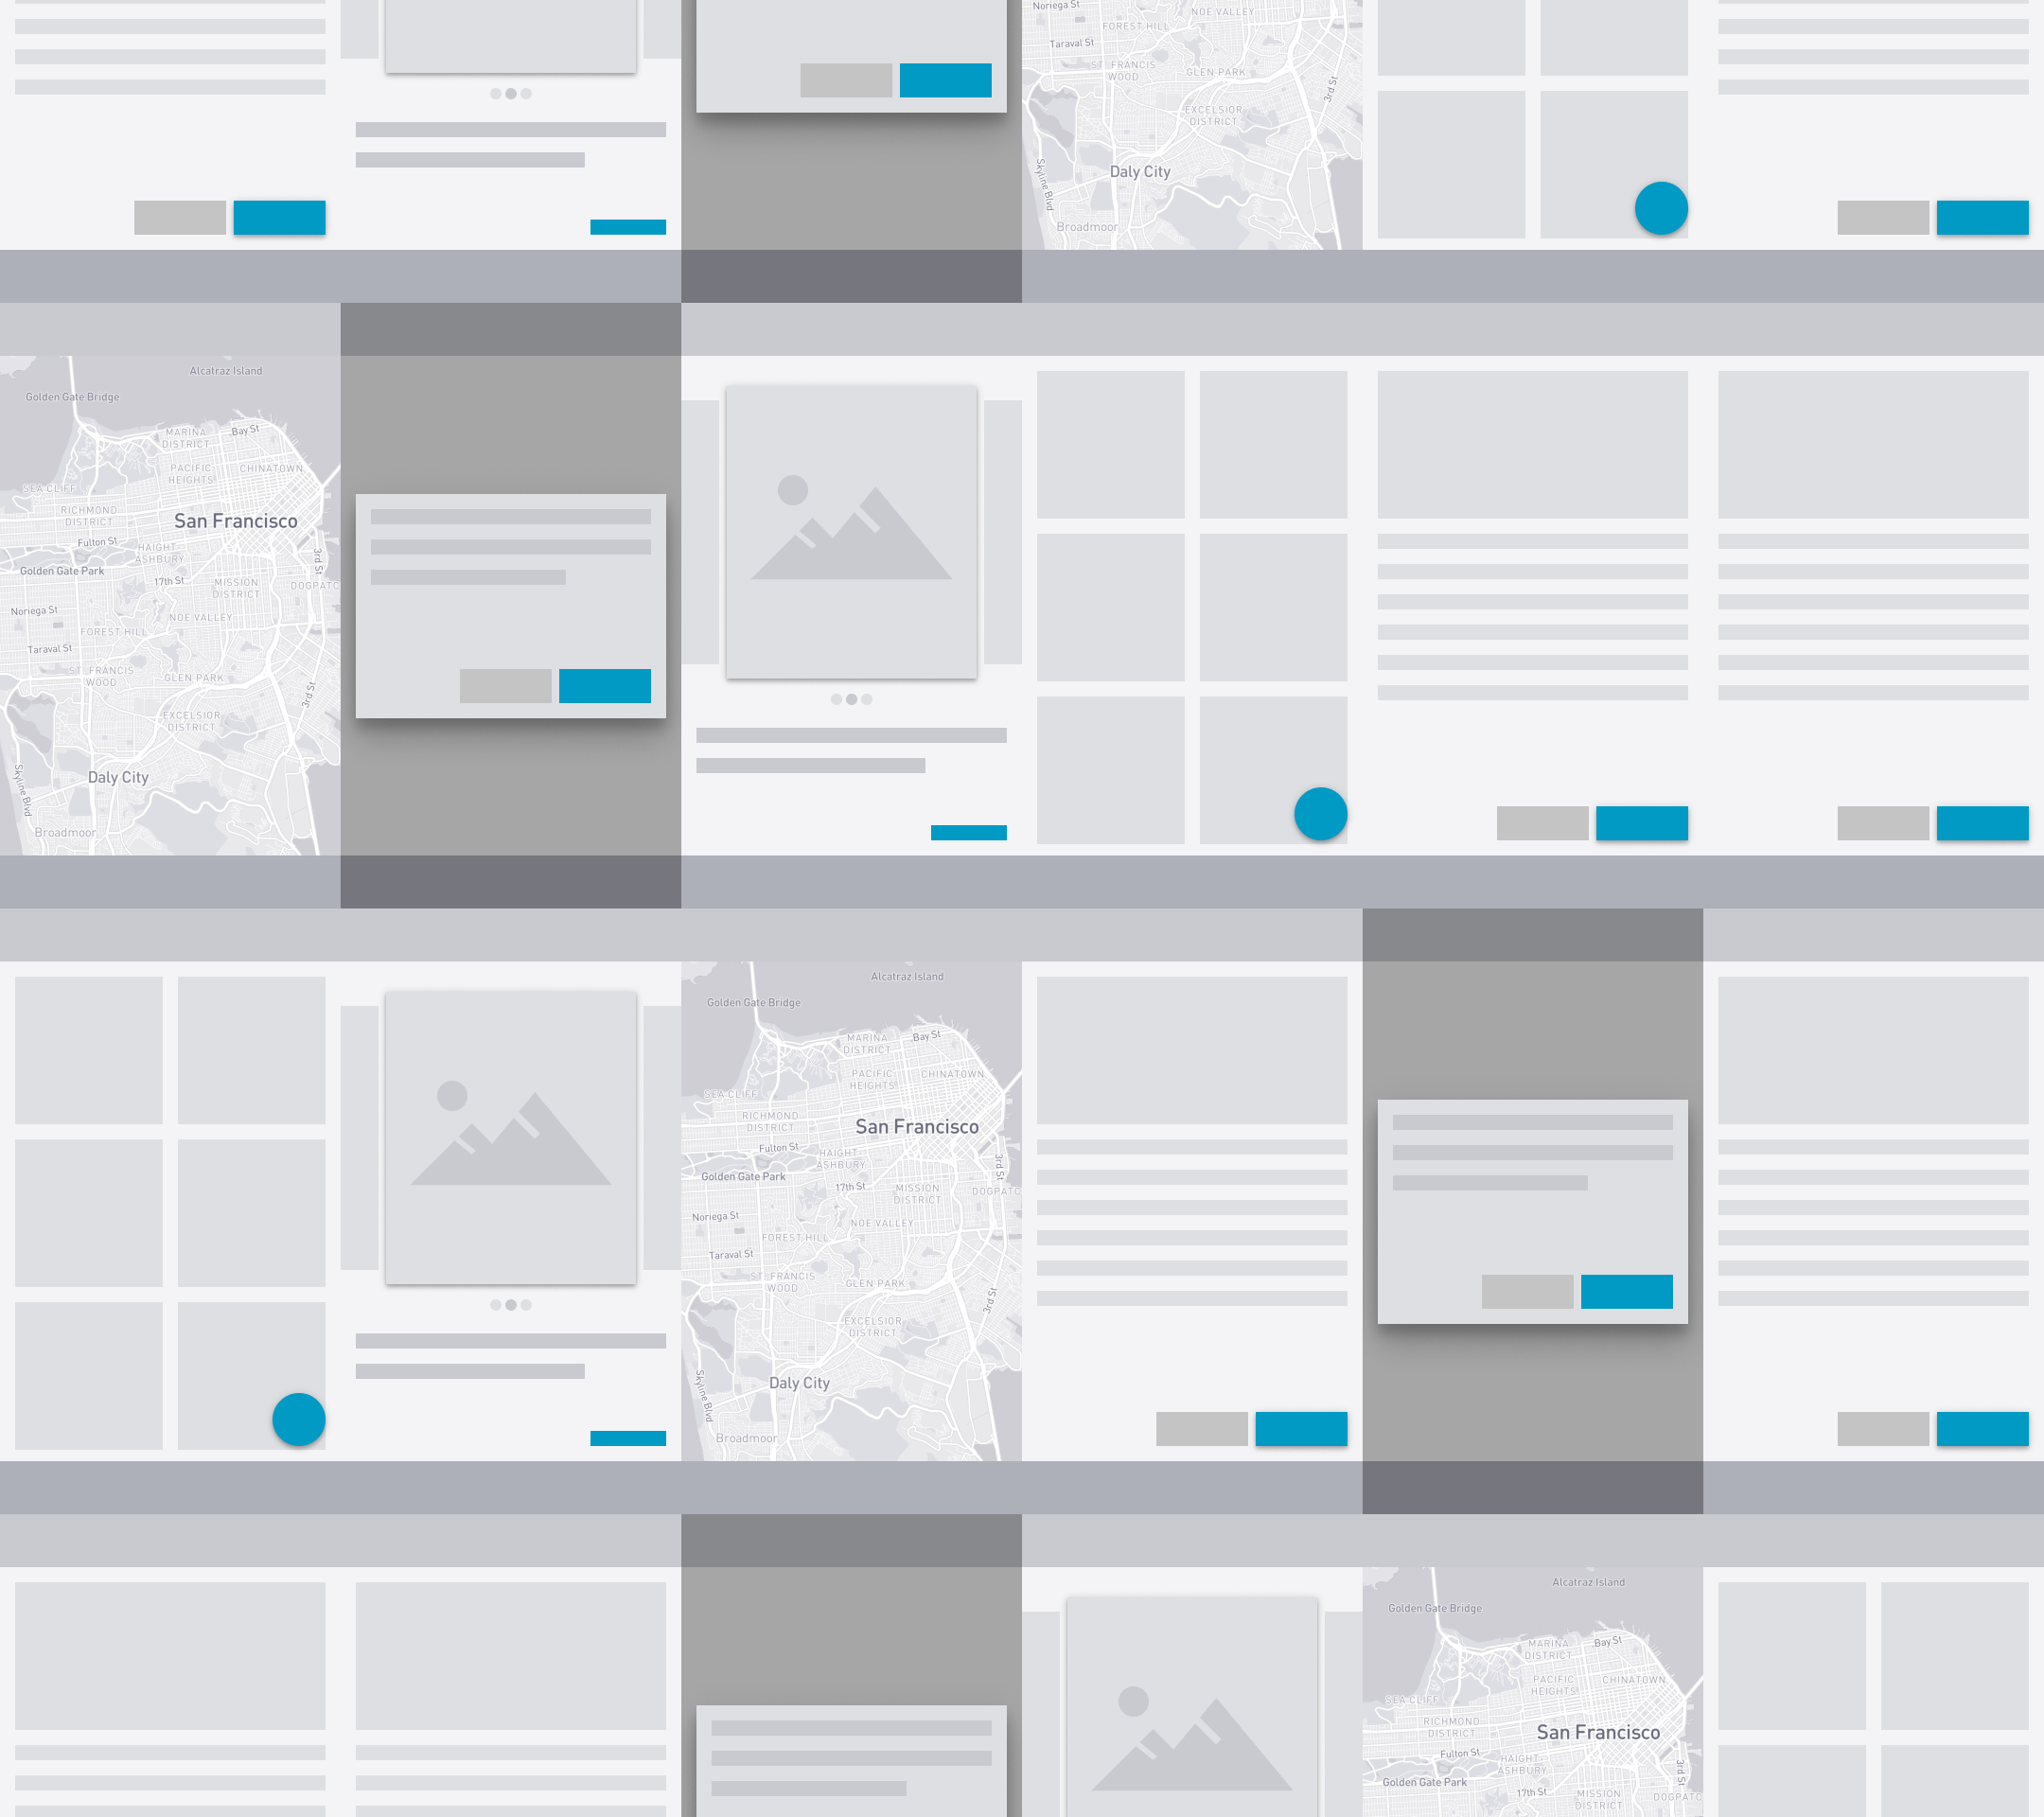 Noriega St
NOE VALLEY
FOREST HILL
Taraval St
ST. FRANCIS
WOOD
GLEN PARK
3rd St
EXCELSIOR
DISTRICT
Skyline Blvd
Daly City
Broadmoor
Alcatraz Island
Golden Gate Bridge
MARINA
DISTRICT
Bay St
PACIFIC
HEIGHTS
CHINATOWN
SEA CLIFF
RICHMOND
DISTRICT
San Francisco
Fulton St
HAIGHT
ASHBURY
3rd St
Golden Gate Park
17th St
MISSION
DISTRICT
DOGPATC
Noriega St
NOE VALLEY
FOREST HILL
Taraval St
ST. FRANCIS
WOOD
GLEN PARK
3rd St
EXCELSIOR
DISTRICT
Skyline Blvd
Daly City
Broadmoor
Alcatraz Island
Golden Gate Bridge
MARINA
DISTRICT
Bay St
PACIFIC
HEIGHTS
CHINATOWN
SEA CLIFF
RICHMOND
DISTRICT
San Francisco
Fulton St
HAIGHT
ASHBURY
3rd St
Golden Gate Park
17th St
MISSION
DISTRICT
DOGPATC
Noriega St
NOE VALLEY
FOREST HILL
Taraval St
ST. FRANCIS
WOOD
GLEN PARK
3rd St
EXCELSIOR
DISTRICT
Skyline Blvd
Daly City
Broadmoor
Alcatraz Island
Golden Gate Bridge
MARINA
DISTRICT
Bay St
PACIFIC
HEIGHTS
CHINATOWN
SEA CLIFF
RICHMOND
DISTRICT
San Francisco
Fulton St
HAIGHT
ASHBURY
3rd St
Golden Gate Park
17th St
MISSION
DISTRICT
DOGPATC